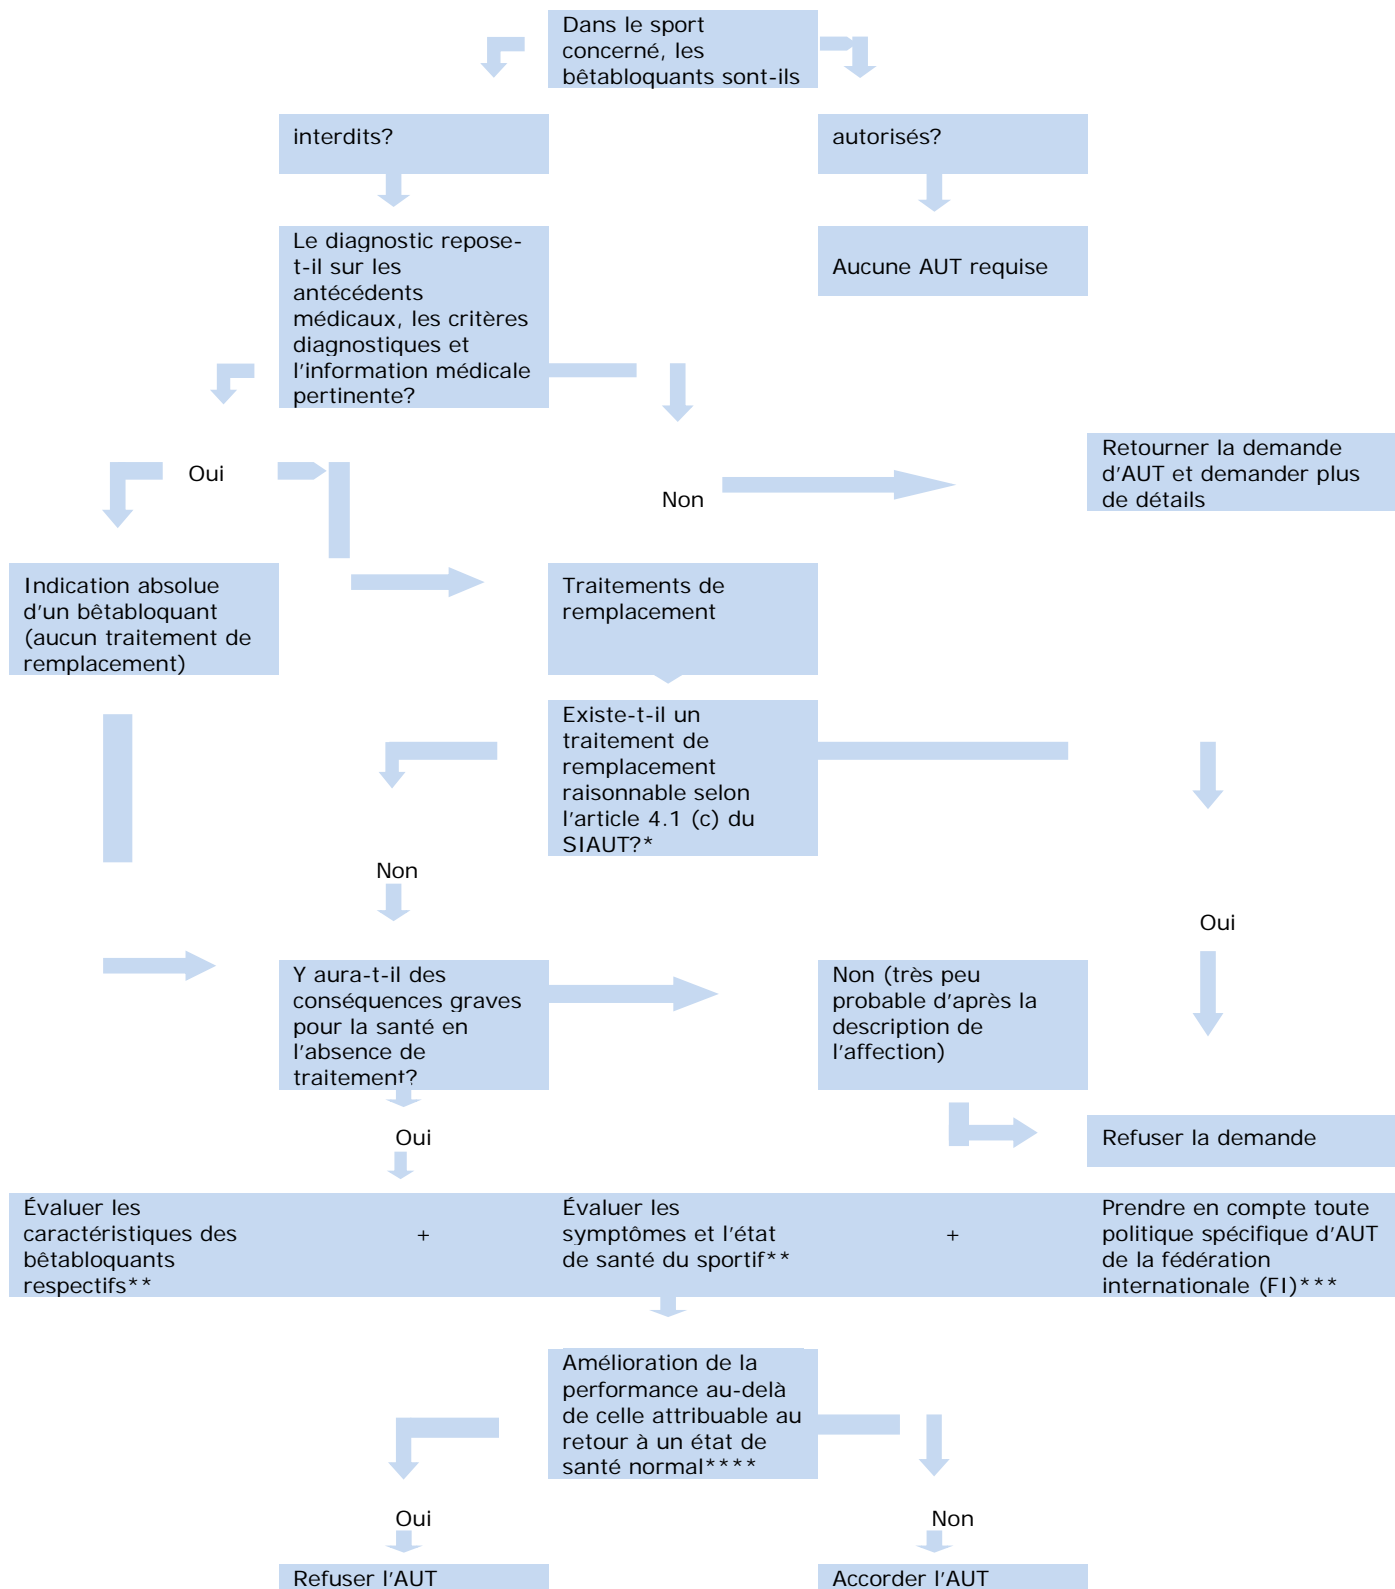 Dans le sport
concerné, les
bêtabloquants sont-ils
interdits?
autorisés?
Le diagnostic repose-
t-il sur les
antécédents
médicaux, les critères
diagnostiques et
l'information médicale
pertinente?
Aucune AUT requise
Oui
Non
Retourner la demande
d'AUT et demander plus
de détails
Indication absolue
d'un bêtabloquant
(aucun traitement de
remplacement)
Traitements de
remplacement
Existe-t-il un
traitement de
remplacement
raisonnable selon
l'article 4.1 (c) du
SIAUT?*
Non
Oui
Y aura-t-il des
conséquences graves
pour la santé en
l'absence de
traitement?
Non (très peu
probable d'après la
description de
l'affection)
Oui
Refuser la demande
Évaluer les
caractéristiques des
bêtabloquants
respectifs**
+
Évaluer les
symptômes et l'état
de santé du sportif**
+
Prendre en compte toute
politique spécifique d'AUT
de la fédération
internationale (FI)***
Amélioration de la
performance au-delà
de celle attribuable au
retour à un état de
santé normal****
Oui
Non
Refuser l'AUT
Accorder l'AUT